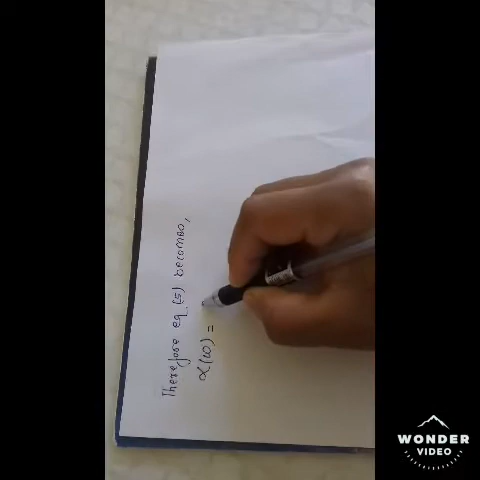 Therefore eq.(5) becomes,
x(10) =
WONDER
VIDEO